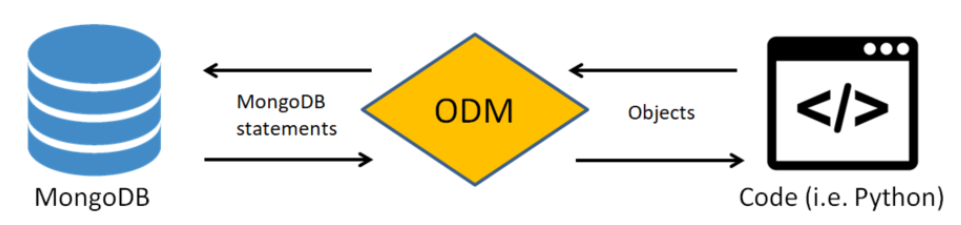 MongoDB
statements
ODM
Objects
</>
MongoDB
Code (i.e. Python)